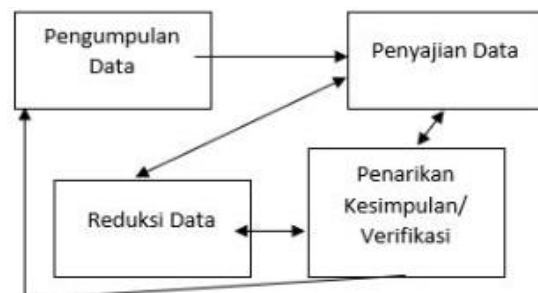 Pengumpulan
Data
Penyajian Data
Reduksi Data
Penarikan
Kesimpulan/
Verifikasi